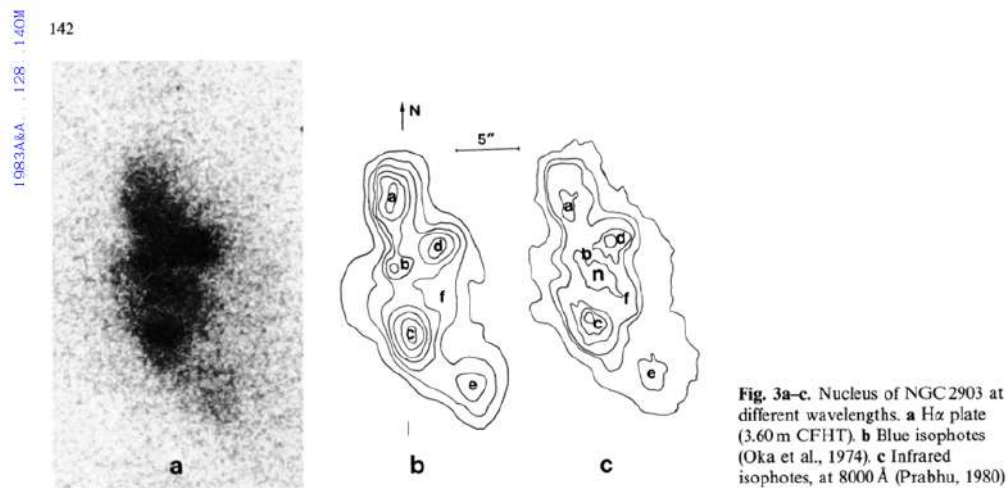 1983A&A...128..140M
142
N
5"
a
b
c
d
e
f
a
b
c
d
e
f
n
a
b
c
Fig. 3a–c. Nucleus of NGC 2903 at
different wavelengths. a Hα plate
(3.60 m CFHT). b Blue isophotes
(Oka et al., 1974). c Infrared
isophotes, at 8000 Å (Prabhu, 1980)